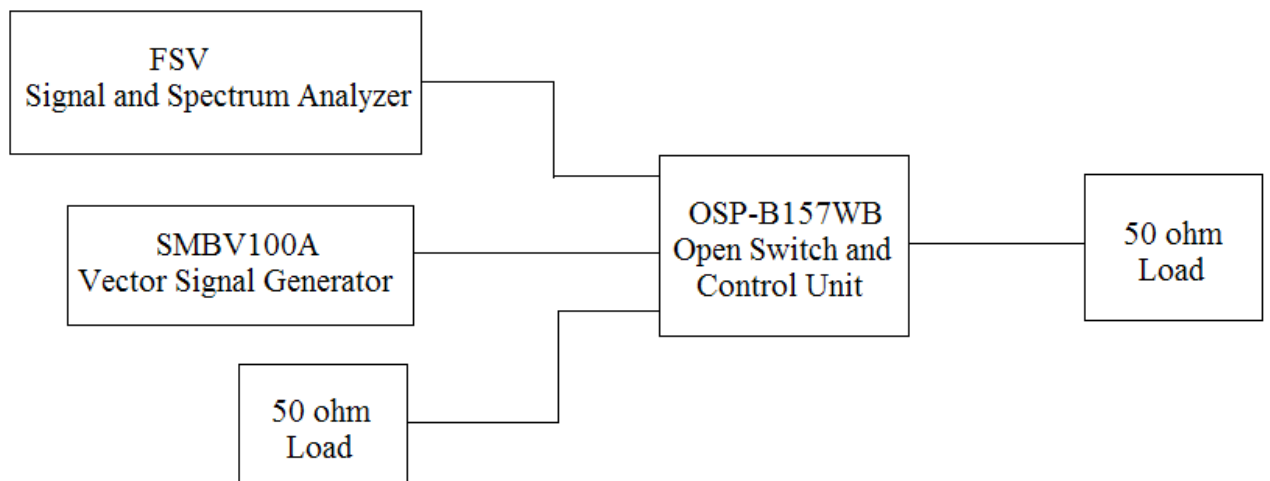 FSV
Signal and Spectrum Analyzer
SMBV100A
Vector Signal Generator
50 ohm
Load
OSP-B157WB
Open Switch and
Control Unit
50 ohm
Load